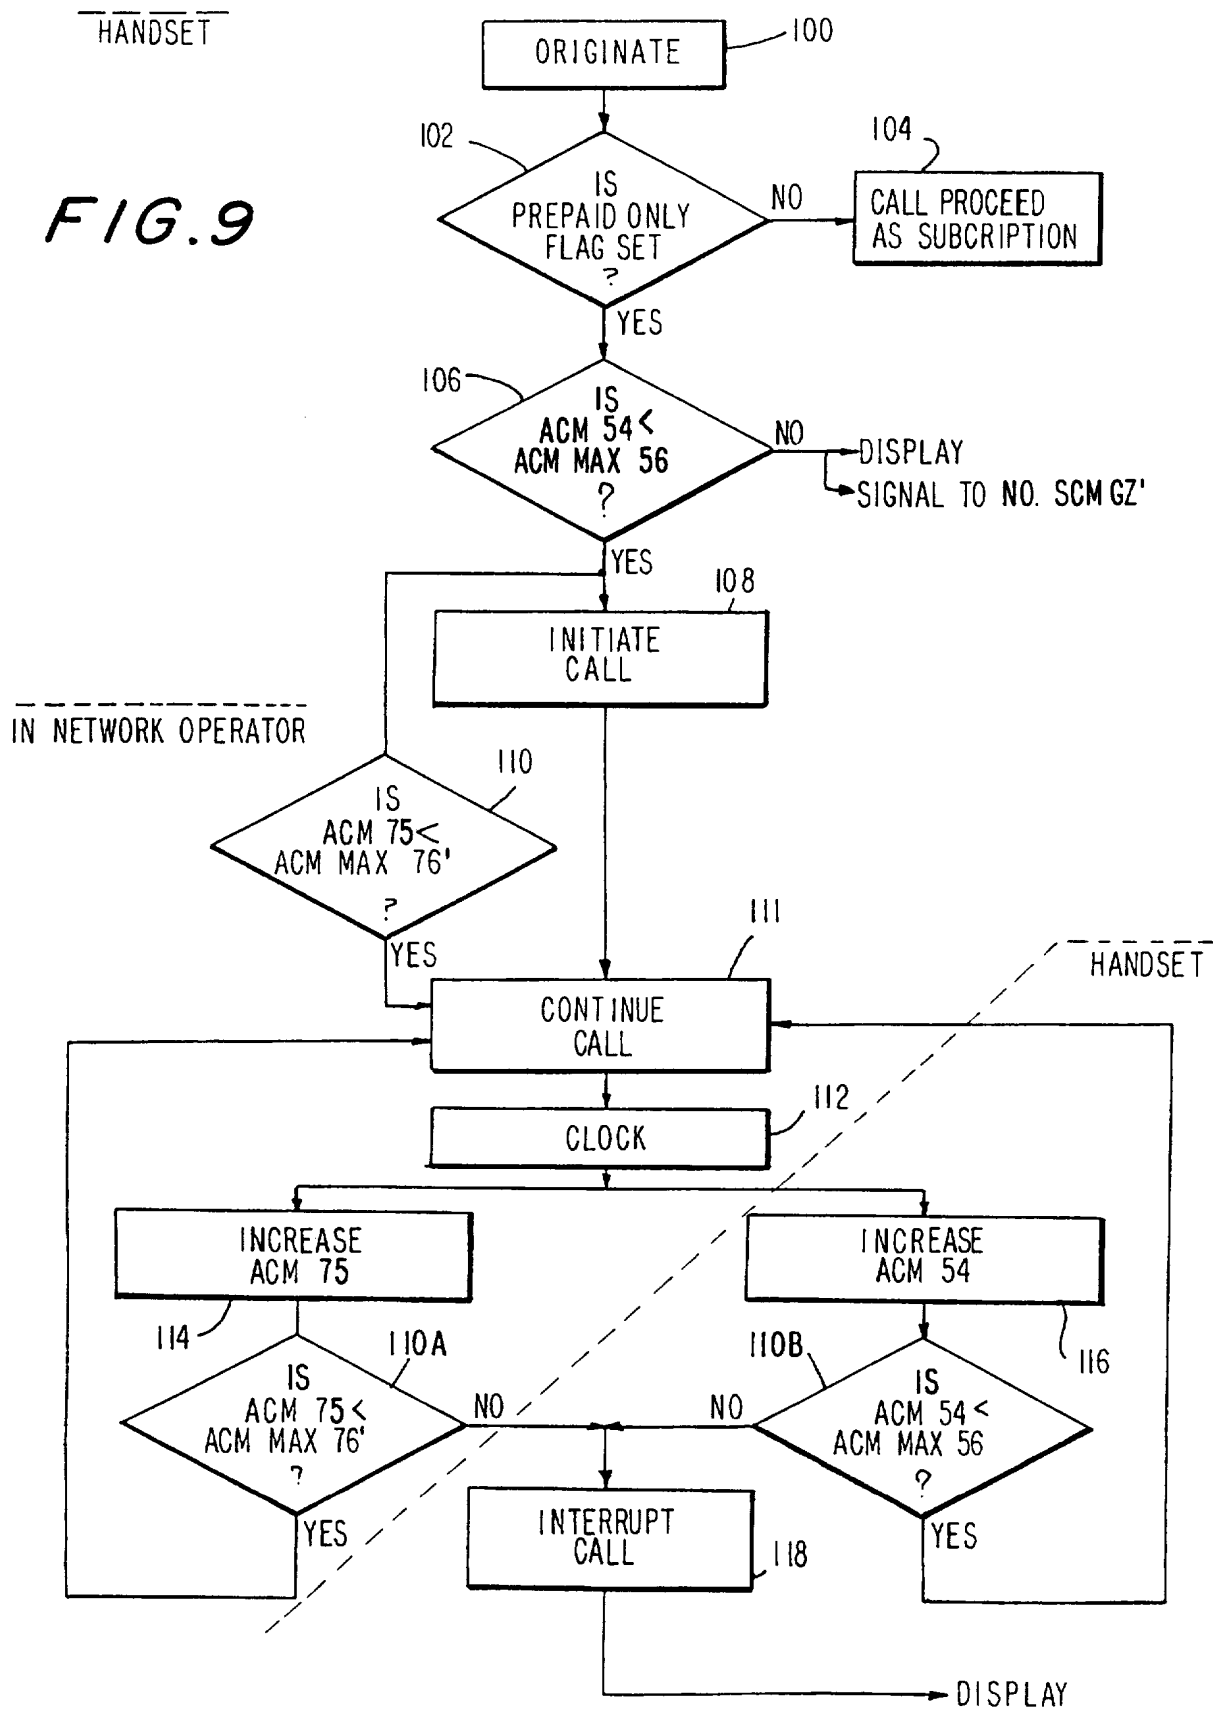 HANDSET
ORIGINATE
100
FIG.9
102
IS
PREPAID ONLY
FLAG SET
?
NO
104
CALL PROCEED
AS SUBCRIPTION
YES
106
IS
ACM 54<
ACM MAX 56
?
NO
DISPLAY
SIGNAL TO NO. SCM GZ'
YES
108
INITIATE
CALL
IN NETWORK OPERATOR
110
IS
ACM 75<
ACM MAX 76'
?
YES
111
HANDSET
CONTINUE
CALL
112
CLOCK
INCREASE
ACM 75
114
INCREASE
ACM 54
116
110A
IS
ACM 75<
ACM MAX 76'
?
NO
YES
110B
IS
ACM 54<
ACM MAX 56
?
NO
YES
INTERRUPT
CALL
118
DISPLAY